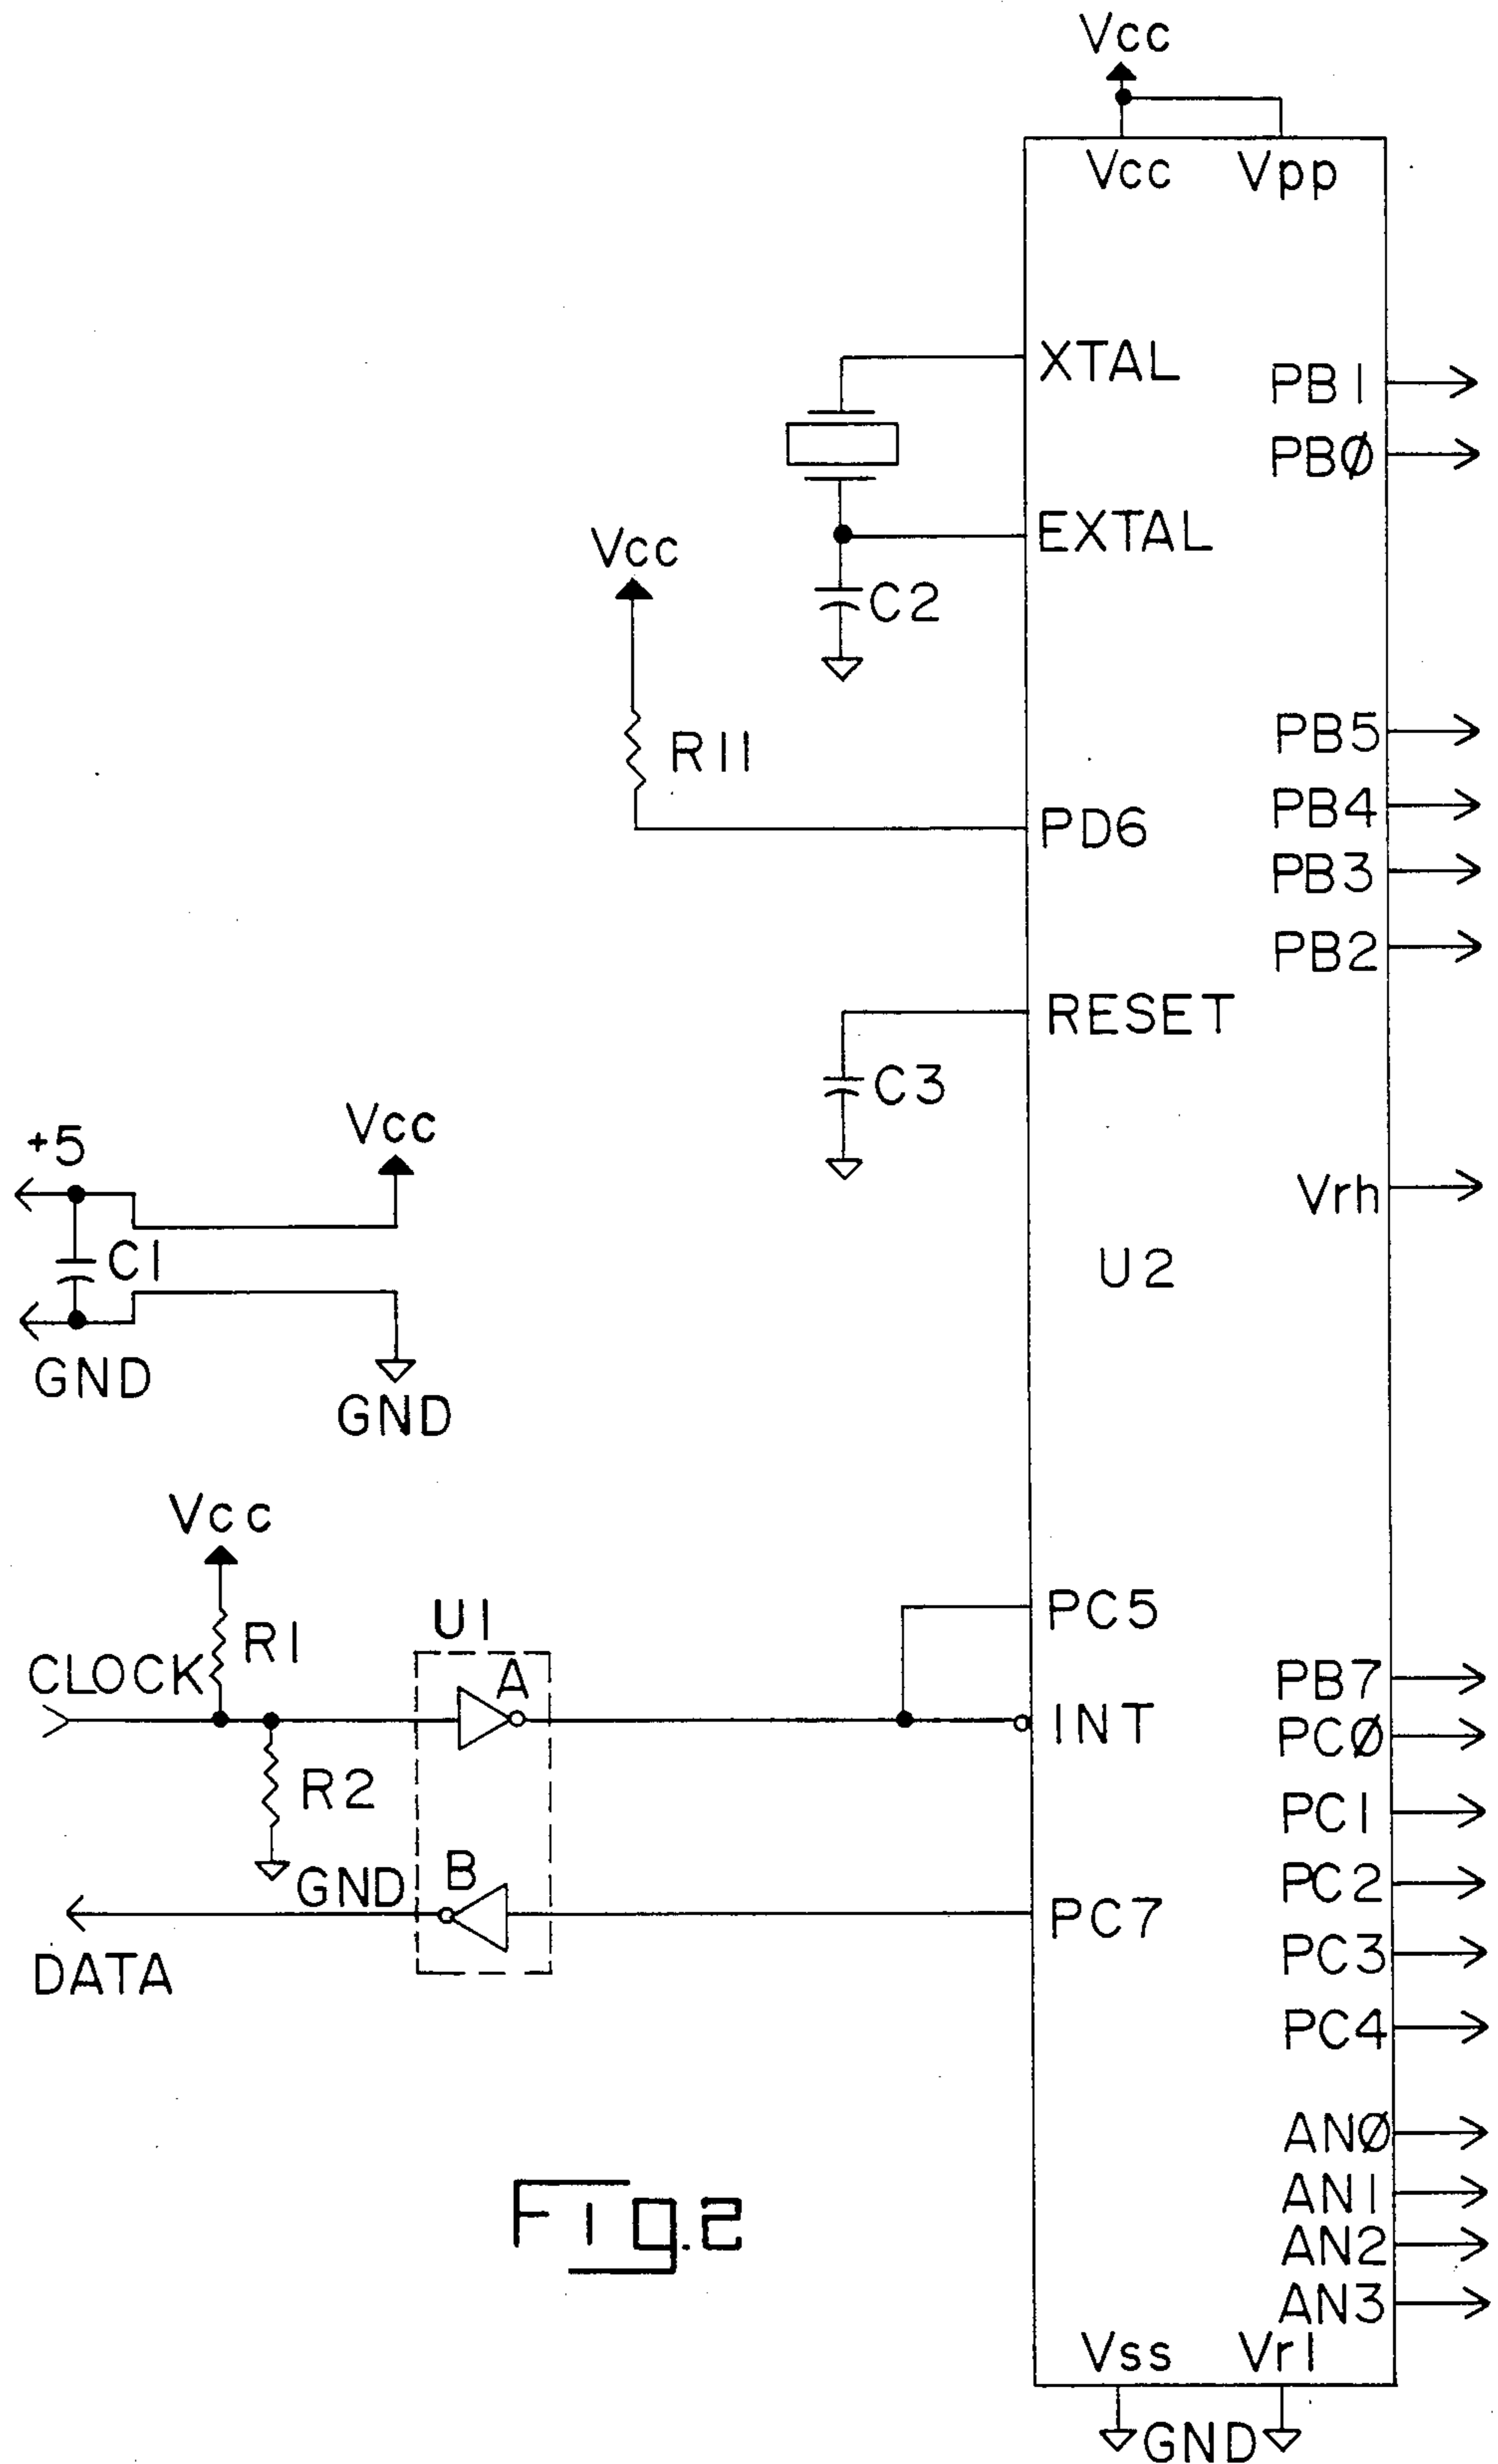 Vcc
Vcc Vpp
XTAL
PB1
PBØ
EXTAL
Vcc
C2
PB5
R11
PB4
PD6
PB3
PB2
RESET
C3
Vcc
+5
Vrh
C1
U2
GND
GND
Vcc
PC5
U1
R1
CLOCK
A
PB7
INT
PCØ
R2
PC1
B
GND
PC2
PC7
DATA
PC3
PC4
ANØ
AN1
Fig.2
AN2
AN3
Vss Vrl
GND